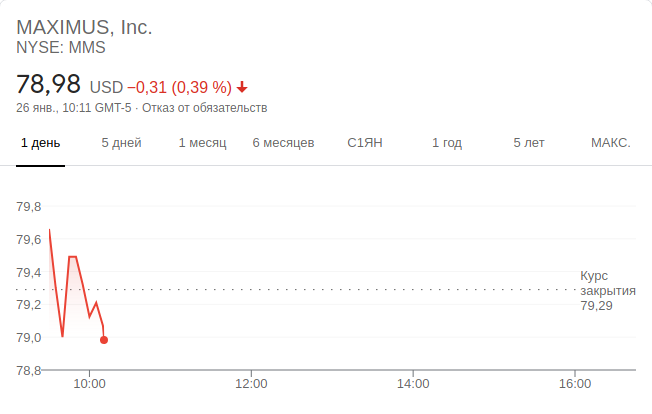 MAXIMUS, Inc.
NYSE: MMS
78,98 USD −0,31 (0,39 %)
26 янв., 10:11 GMT-5 · Отказ от обязательств
1 день 5 дней 1 месяц 6 месяцев С1ЯН 1 год 5 лет МАКС.
79,8
79,6
79,4
Курс
закрытия
79,29
79,2
79,0
78,8
10:00 12:00 14:00 16:00